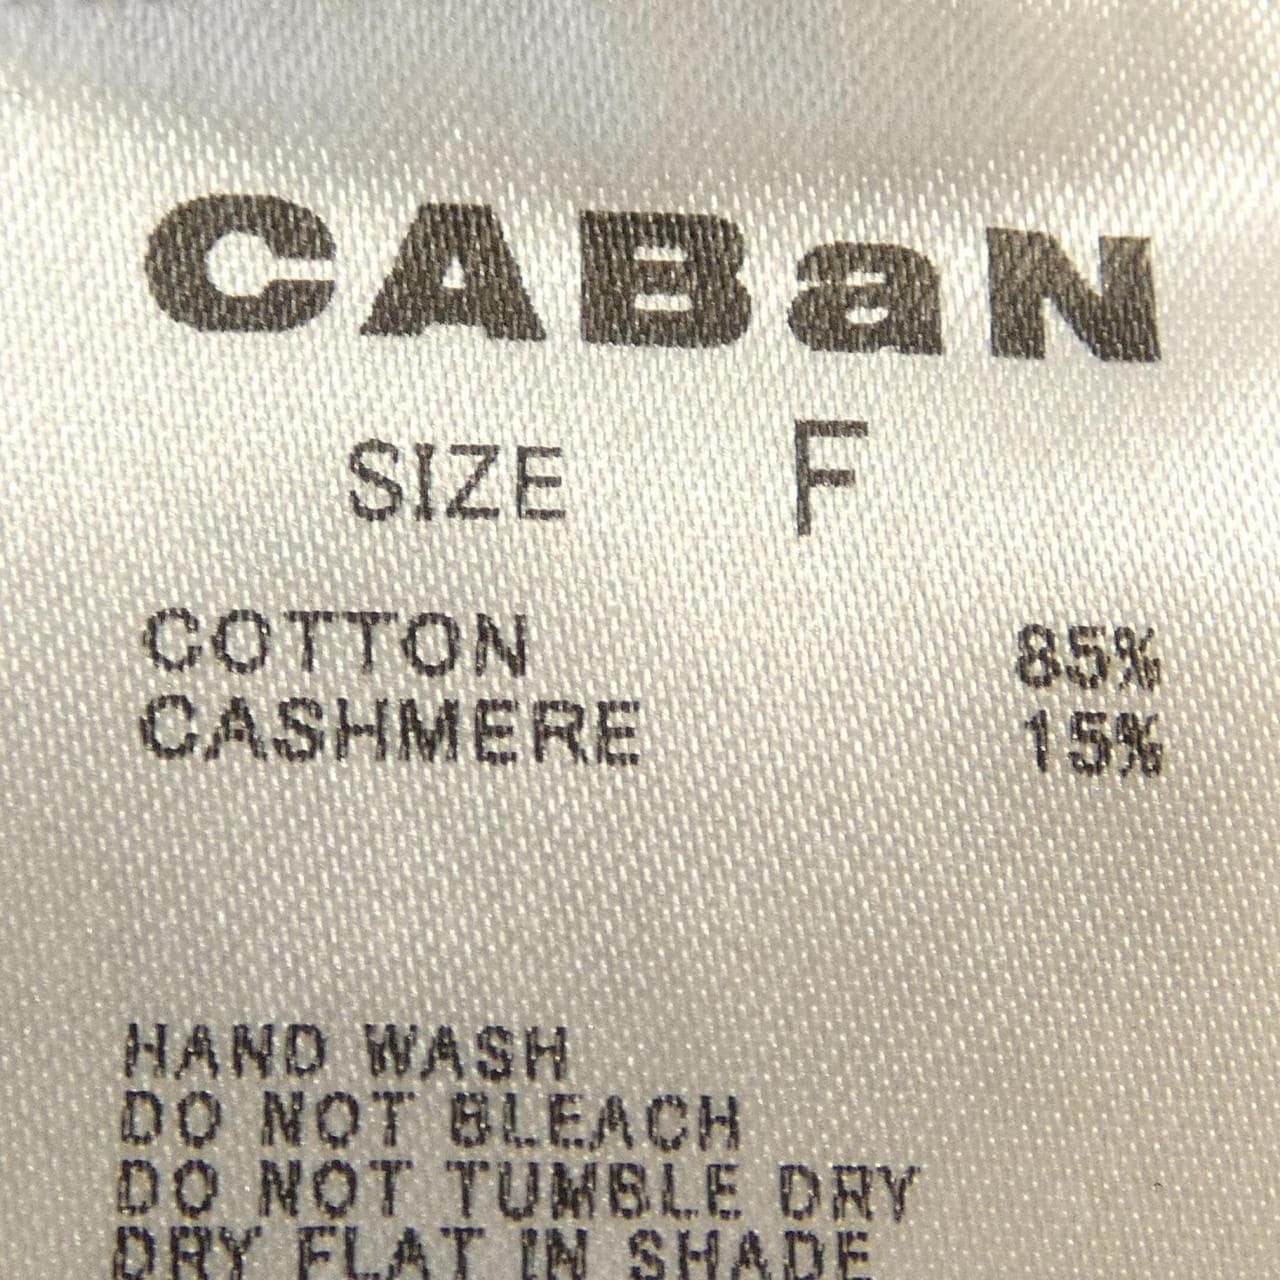 CABaN
SIZE F
COTTON 85%
CASHMERE 15%
HAND WASH
DO NOT BLEACH
DO NOT TUMBLE DRY
DRY FLAT IN SHADE